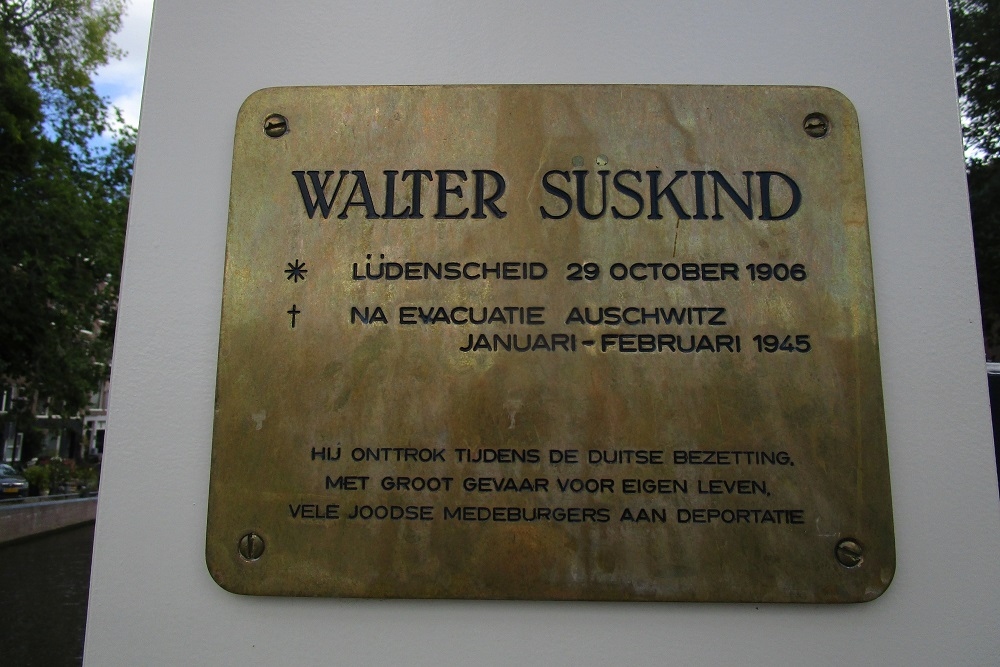 WALTER SÜSKIND
* LÜDENSCHEID 29 OCTOBER 1906
† NA EVACUATIE AUSCHWITZ
JANUARI - FEBRUARI 1945
HIJ ONTTROK TIJDENS DE DUITSE BEZETTING,
MET GROOT GEVAAR VOOR EIGEN LEVEN,
VELE JOODSE MEDEBURGERS AAN DEPORTATIE